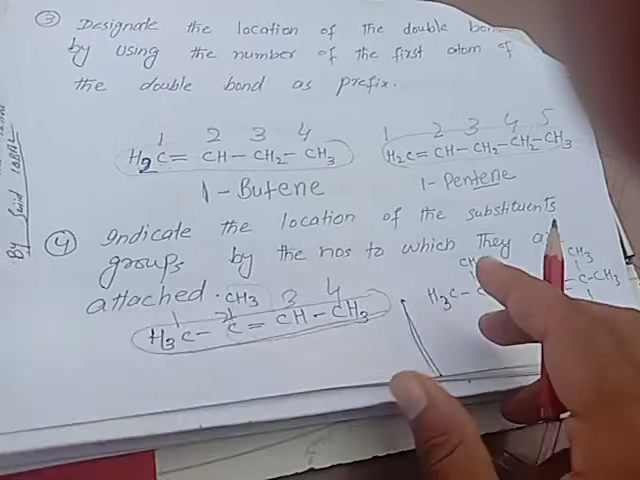 ③ Designate the location of the double
by using the number of the first atom of
the double bond as prefix.
1 2 3 4
H₂C = CH – CH₂ – CH₃
1 – Butene
1 2 3 4 5
H₂C = CH – CH₂ – CH₂ – CH₃
1 – Pentene
④ Indicate the location of the substituents
groups by the nos to which They
attached. CH₃
1 2 3 4
H₃C – C = CH – CH₃
CH₃
H₃C –
– C – CH₃
By